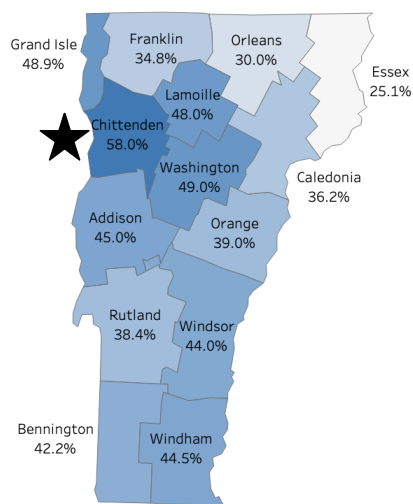 Grand Isle
48.9%
Franklin
34.8%
Orleans
30.0%
Essex
25.1%
Lamoille
48.0%
Chittenden
58.0%
Washington
49.0%
Caledonia
36.2%
Addison
45.0%
Orange
39.0%
Rutland
38.4%
Windsor
44.0%
Bennington
42.2%
Windham
44.5%